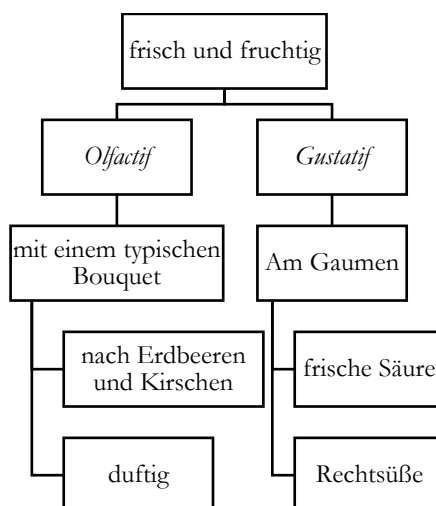 frisch und fruchtig
Olfactif
Gustatif
mit einem typischen
Bouquet
Am Gaumen
nach Erdbeeren
und Kirschen
frische Säure
duftig
Rechtsüße